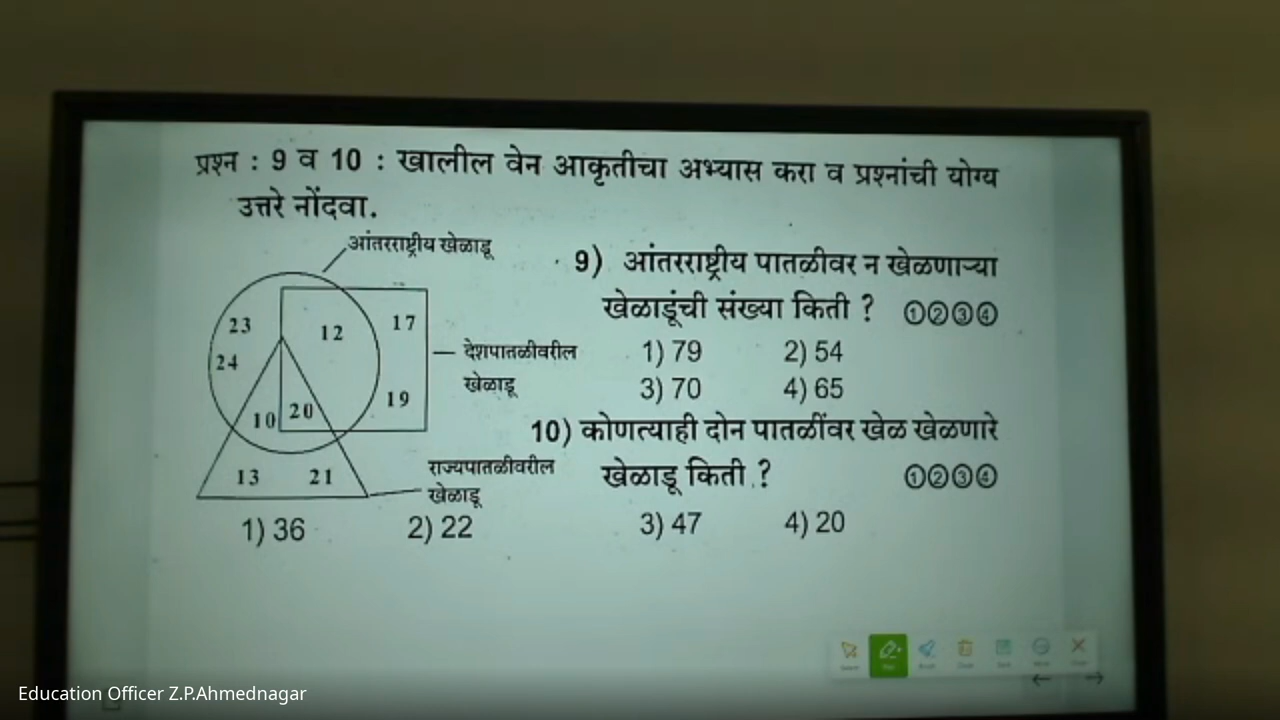 प्रश्न : 9 व 10 : खालील वेन आकृतीचा अभ्यास करा व प्रश्नांची योग्य
उत्तरे नोंदवा.
आंतरराष्ट्रीय खेळाडू
23
12
17
24
19
10
20
13
21
देशपातळीवरील
खेळाडू
राज्यपातळीवरील
खेळाडू
9) आंतरराष्ट्रीय पातळीवर न खेळणाऱ्या
खेळाडूंची संख्या किती ? ①②③④
1) 79 2) 54
3) 70 4) 65
10) कोणत्याही दोन पातळींवर खेळ खेळणारे
खेळाडू किती ? ①②③④
1) 36 2) 22 3) 47 4) 20
Education Officer Z.P.Ahmednagar